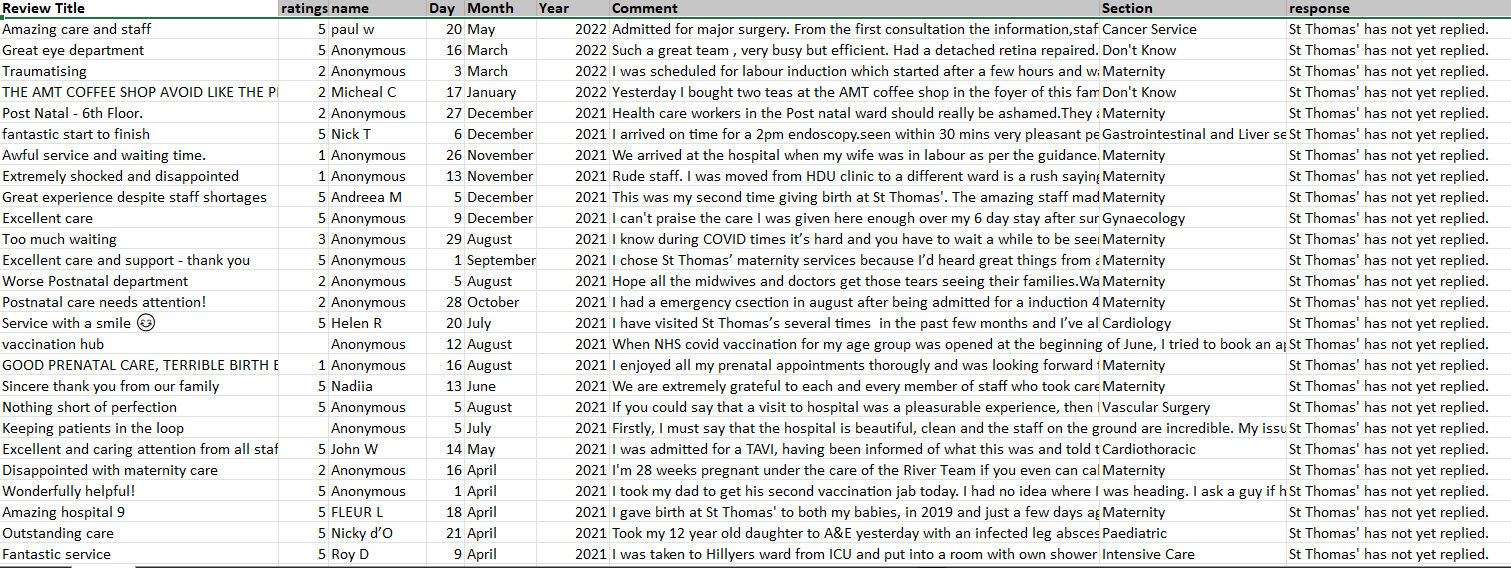 Review Title ratings name Day Month Year Comment Section response
Amazing care and staff 5 paul w 20 May 2022 Admitted for major surgery. From the first consultation the information,staf Cancer Service St Thomas' has not yet replied.
Great eye department 5 Anonymous 16 March 2022 Such a great team , very busy but efficient. Had a detached retina repaired. Don't Know St Thomas' has not yet replied.
Traumatising 2 Anonymous 3 March 2022 I was scheduled for labour induction which started after a few hours and Maternity St Thomas' has not yet replied.
THE AMT COFFEE SHOP AVOID LIKE THE 2 Micheal C 17 January 2022 Yesterday I bought two teas at the AMT coffee shop in the foyer of this fam Don't Know St Thomas' has not yet replied.
Post Natal - 6th Floor. 2 Anonymous 27 December 2021 Health care workers in the Post natal ward should really be ashamed.They Maternity St Thomas' has not yet replied.
fantastic start to finish 5 Nick T 6 December 2021 I arrived on time for a 2pm endoscopy.seen within 30 mins very pleasant pe Gastrointestinal and Liver se St Thomas' has not yet replied.
Awful service and waiting time. 1 Anonymous 26 November 2021 We arrived at the hospital when my wife was in labour as per the guidance. Maternity St Thomas' has not yet replied.
Extremely shocked and disappointed 1 Anonymous 13 November 2021 Rude staff. I was moved from HDU clinic to a different ward is a rush saying Maternity St Thomas' has not yet replied.
Great experience despite staff shortages 5 Andreea M 5 December 2021 This was my second time giving birth at St Thomas'. The amazing staff mad Maternity St Thomas' has not yet replied.
Excellent care 5 Anonymous 9 December 2021 I can't praise the care I was given here enough over my 6 day stay after sur Gynaecology St Thomas' has not yet replied.
Too much waiting 3 Anonymous 29 August 2021 I know during COVID times it’s hard and you have to wait a while to be see Maternity St Thomas' has not yet replied.
Excellent care and support - thank you 5 Anonymous 1 September 2021 I chose St Thomas’ maternity services because I’d heard great things from Maternity St Thomas' has not yet replied.
Worse Postnatal department 2 Anonymous 5 August 2021 Hope all the midwives and doctors get those tears seeing their families.Wa Maternity St Thomas' has not yet replied.
Postnatal care needs attention! 2 Anonymous 28 October 2021 I had a emergency csection in august after being admitted for a induction 4 Maternity St Thomas' has not yet replied.
Service with a smile 😊 5 Helen R 20 July 2021 I have visited St Thomas’s several times in the past few months and I’ve al Cardiology St Thomas' has not yet replied.
vaccination hub Anonymous 12 August 2021 When NHS covid vaccination for my age group was opened at the beginning of June, I tried to book an a St Thomas' has not yet replied.
GOOD PRENATAL CARE, TERRIBLE BIRTH E 1 Anonymous 16 August 2021 I enjoyed all my prenatal appointments thorougly and was looking forward Maternity St Thomas' has not yet replied.
Sincere thank you from our family 5 Nadiia 13 June 2021 We are extremely grateful to each and every member of staff who took care Maternity St Thomas' has not yet replied.
Nothing short of perfection 5 Anonymous 5 August 2021 If you could say that a visit to hospital was a pleasurable experience, then I Vascular Surgery St Thomas' has not yet replied.
Keeping patients in the loop Anonymous 5 July 2021 Firstly, I must say that the hospital is beautiful, clean and the staff on the ground are incredible. My issu St Thomas' has not yet replied.
Excellent and caring attention from all staf 5 John W 14 May 2021 I was admitted for a TAVI, having been informed of what this was and told t Cardiothoracic St Thomas' has not yet replied.
Disappointed with maternity care 2 Anonymous 16 April 2021 I'm 28 weeks pregnant under the care of the River Team if you even can cal Maternity St Thomas' has not yet replied.
Wonderfully helpful! 5 Anonymous 1 April 2021 I took my dad to get his second vaccination jab today. I had no idea where I was heading. I ask a guy if h St Thomas' has not yet replied.
Amazing hospital 9 5 FLEUR L 18 April 2021 I gave birth at St Thomas' to both my babies, in 2019 and just a few days ag Maternity St Thomas' has not yet replied.
Outstanding care 5 Nicky d’O 21 April 2021 Took my 12 year old daughter to A&E yesterday with an infected leg absces Paediatric St Thomas' has not yet replied.
Fantastic service 5 Roy D 9 April 2021 I was taken to Hillyers ward from ICU and put into a room with own shower Intensive Care St Thomas' has not yet replied.